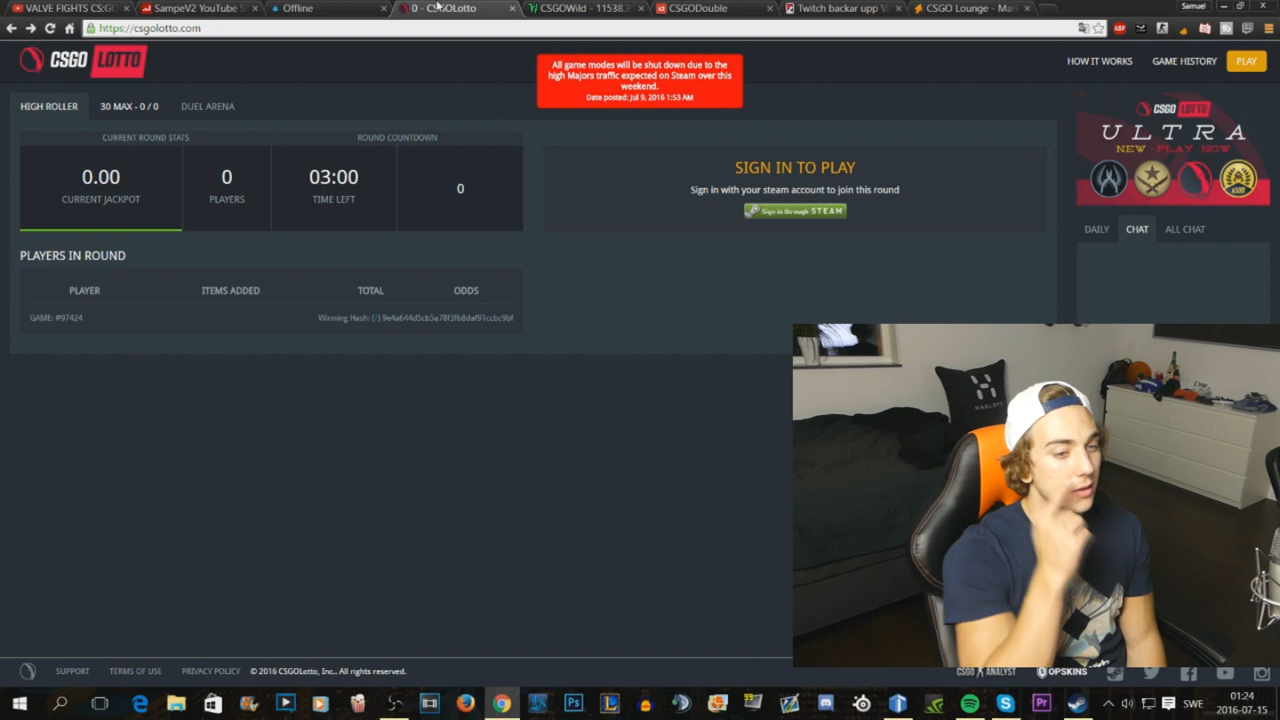 VALVE FIGHTS CS:G
SampeV2 YouTube S
Offline
0 - CSGOLotto
CSGOWild - 11538.
CSGODouble
Twitch backar upp V
CSGO Lounge - Mar
Samuel
https://csgolotto.com
CSGO LOTTO
All game modes will be shut down due to the
high Majors traffic expected on Steam over this
weekend.
Date posted: Jul 9, 2016 1:53 AM
HOW IT WORKS
GAME HISTORY
PLAY
HIGH ROLLER
30 MAX - 0 / 0
DUEL ARENA
CURRENT ROUND STATS
ROUND COUNTDOWN
0.00
CURRENT JACKPOT
0
PLAYERS
03:00
TIME LEFT
0
SIGN IN TO PLAY
Sign in with your steam account to join this round
Sign in through STEAM
CSGO LOTTO
ULTRA
NEW - PLAY NOW
x100
DAILY
CHAT
ALL CHAT
PLAYERS IN ROUND
PLAYER
ITEMS ADDED
TOTAL
ODDS
GAME: #97424
Winning Hash: (?)
SUPPORT
TERMS OF USE
PRIVACY POLICY
© 2016 CSGOLotto, Inc.. All rights reserved.
CSGO ANALYST
OPSKINS
SWE
01:24
2016-07-15